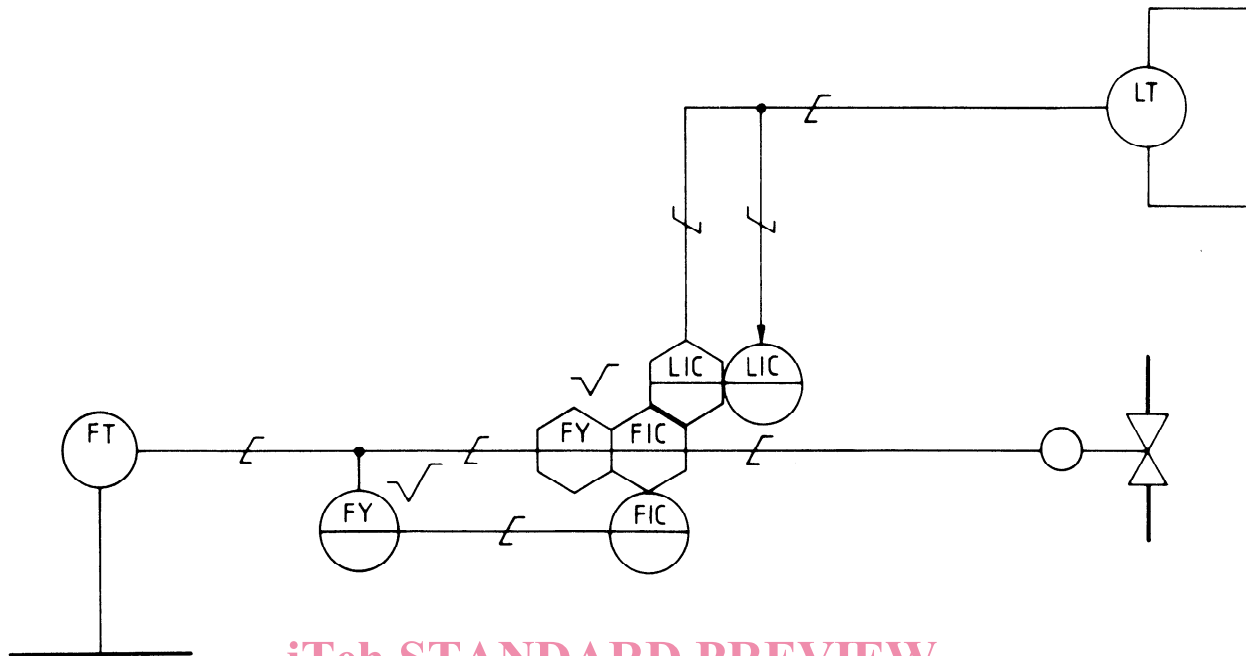 LT
LIC
LIC
FT
FY
FIC
FY
FIC
iTeh STANDARD PREVIEW